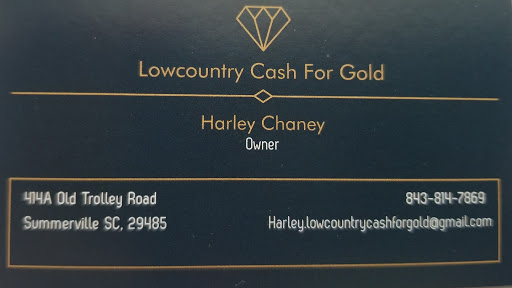 Lowcountry Cash For Gold
Harley Chaney
Owner
414A Old Trolley Road
Summerville SC, 29485
843-814-7869
Harley.lowcountrycashforgold@gmail.com